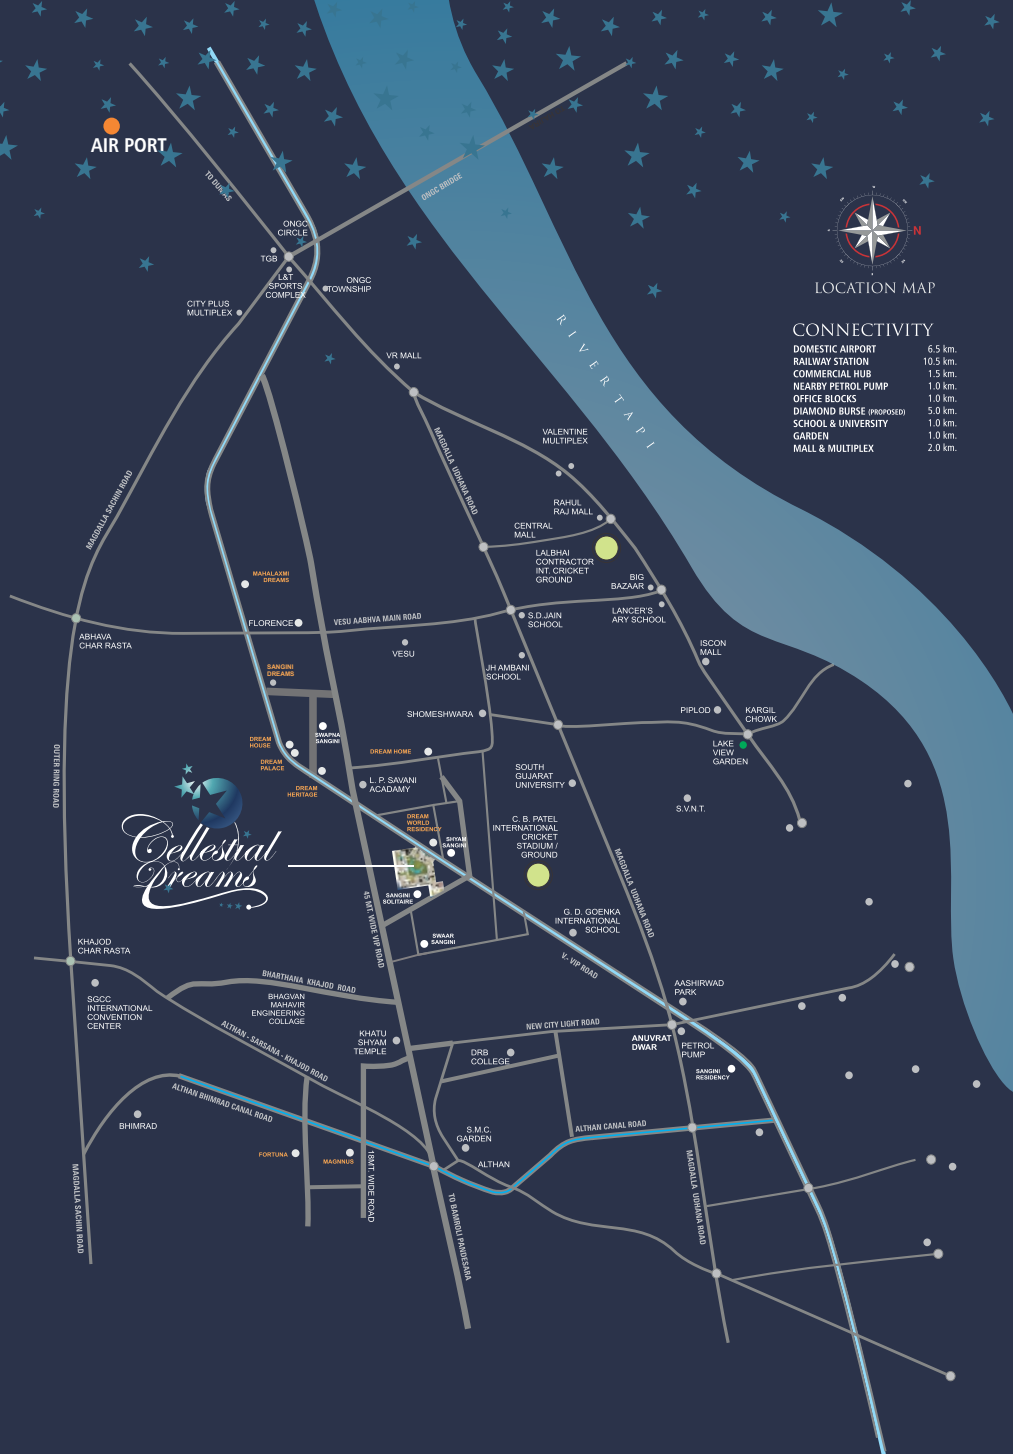 AIR PORT
TO DUMAS
ONGC BRIDGE
ONGC
CIRCLE
TGB
L&T
SPORTS
COMPLEX
ONGC
TOWNSHIP
CITY PLUS
MULTIPLEX
N
LOCATION MAP
CONNECTIVITY
DOMESTIC AIRPORT 6.5 km.
RAILWAY STATION 10.5 km.
COMMERCIAL HUB 1.5 km.
NEARBY PETROL PUMP 1.0 km.
OFFICE BLOCKS 1.0 km.
DIAMOND BURSE (PROPOSED) 5.0 km.
SCHOOL & UNIVERSITY 1.0 km.
GARDEN 1.0 km.
MALL & MULTIPLEX 2.0 km.
RIVER TAPI
VR MALL
MAGDALLA UDHANA ROAD
VALENTINE
MULTIPLEX
MAGDALLA SACHIN ROAD
RAHUL
RAJ MALL
CENTRAL
MALL
LALBHAI
CONTRACTOR
INT. CRICKET
GROUND
BIG
BAZAAR
MAHALAXMI
DREAMS
FLORENCE
VESU AABHVA MAIN ROAD
S.D.JAIN
SCHOOL
LANCER'S
ARY SCHOOL
ABHAVA
CHAR RASTA
VESU
ISCON
MALL
SANGINI
DREAMS
JH AMBANI
SCHOOL
SHOMESHWARA
PIPLOD
KARGIL
CHOWK
SWAPNA
SANGINI
DREAM
HOUSE
DREAM
PALACE
DREAM HOME
LAKE
VIEW
GARDEN
OUTER RING ROAD
DREAM
HERITAGE
L. P. SAVANI
ACADAMY
SOUTH
GUJARAT
UNIVERSITY
S.V.N.T.
DREAM
WORLD
RESIDENCY
SHYAM
SANGINI
C. B. PATEL
INTERNATIONAL
CRICKET
STADIUM /
GROUND
Cellestial
Dreams
MAGDALLA UDHANA ROAD
SANGINI
SOLITAIRE
45 MT. WIDE VIP ROAD
G. D. GOENKA
INTERNATIONAL
SCHOOL
SWAAR
SANGINI
KHAJOD
CHAR RASTA
V.- VIP ROAD
BHARTHANA KHAJOD ROAD
AASHIRWAD
PARK
SGCC
INTERNATIONAL
CONVENTION
CENTER
BHAGVAN
MAHAVIR
ENGINEERING
COLLAGE
ALTHAN - SARSANA - KHAJOD ROAD
NEW CITY LIGHT ROAD
KHATU
SHYAM
TEMPLE
ANUVRAT
DWAR
PETROL
PUMP
DRB
COLLEGE
SANGINI
RESIDENCY
ALTHAN BHIMRAD CANAL ROAD
BHIMRAD
ALTHAN CANAL ROAD
S.M.C.
GARDEN
ALTHAN
FORTUNA
MAGNNUS
18MT. WIDE ROAD
MAGDALLA SACHIN ROAD
MAGDALLA UDHANA ROAD
TO BAMROLI PANDESARA